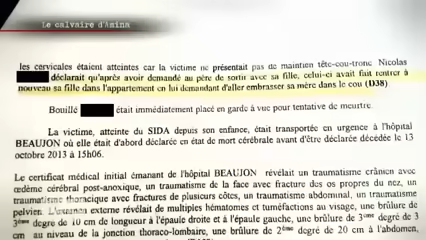 Le calvaire d'Amina
les cervicales étaient atteintes car la victime ne présentait pas de maintien tête-cou-tronc. Nicolas
déclarait qu'après avoir demandé au père de sortir avec sa fille, celui-ci avait fait rentrer à
nouveau sa fille dans l'appartement en lui demandant d'aller embrasser sa mère dans le cou (D38).
Bouillé était immédiatement placé en garde à vue pour tentative de meurtre.
La victime, atteinte du SIDA depuis son enfance, était transportée en urgence à l'hôpital
BEAUJON où elle était d'abord déclarée en état de mort cérébrale avant d'être déclarée décédée le 13
octobre 2013 à 15h06.
Le certificat médical initial émanant de l'hôpital BEAUJON révélait un traumatisme crânien avec
œdème cérébral post-anoxique, un traumatisme de la face avec fracture des os propres du nez, un
traumatisme thoracique avec fractures de plusieurs côtes, un traumatisme abdominal, un traumatisme
pelvien. L'examen externe révélait de multiples hématomes et tuméfactions au visage, une brûlure de
3ème degré de 10 cm de longueur à l'épaule droite et à l'épaule gauche, une brûlure de 3ème degré de 3
cm au niveau de la jonction thoraco-lombaire, une brûlure de 2ème degré de 20 cm à l'abdomen,